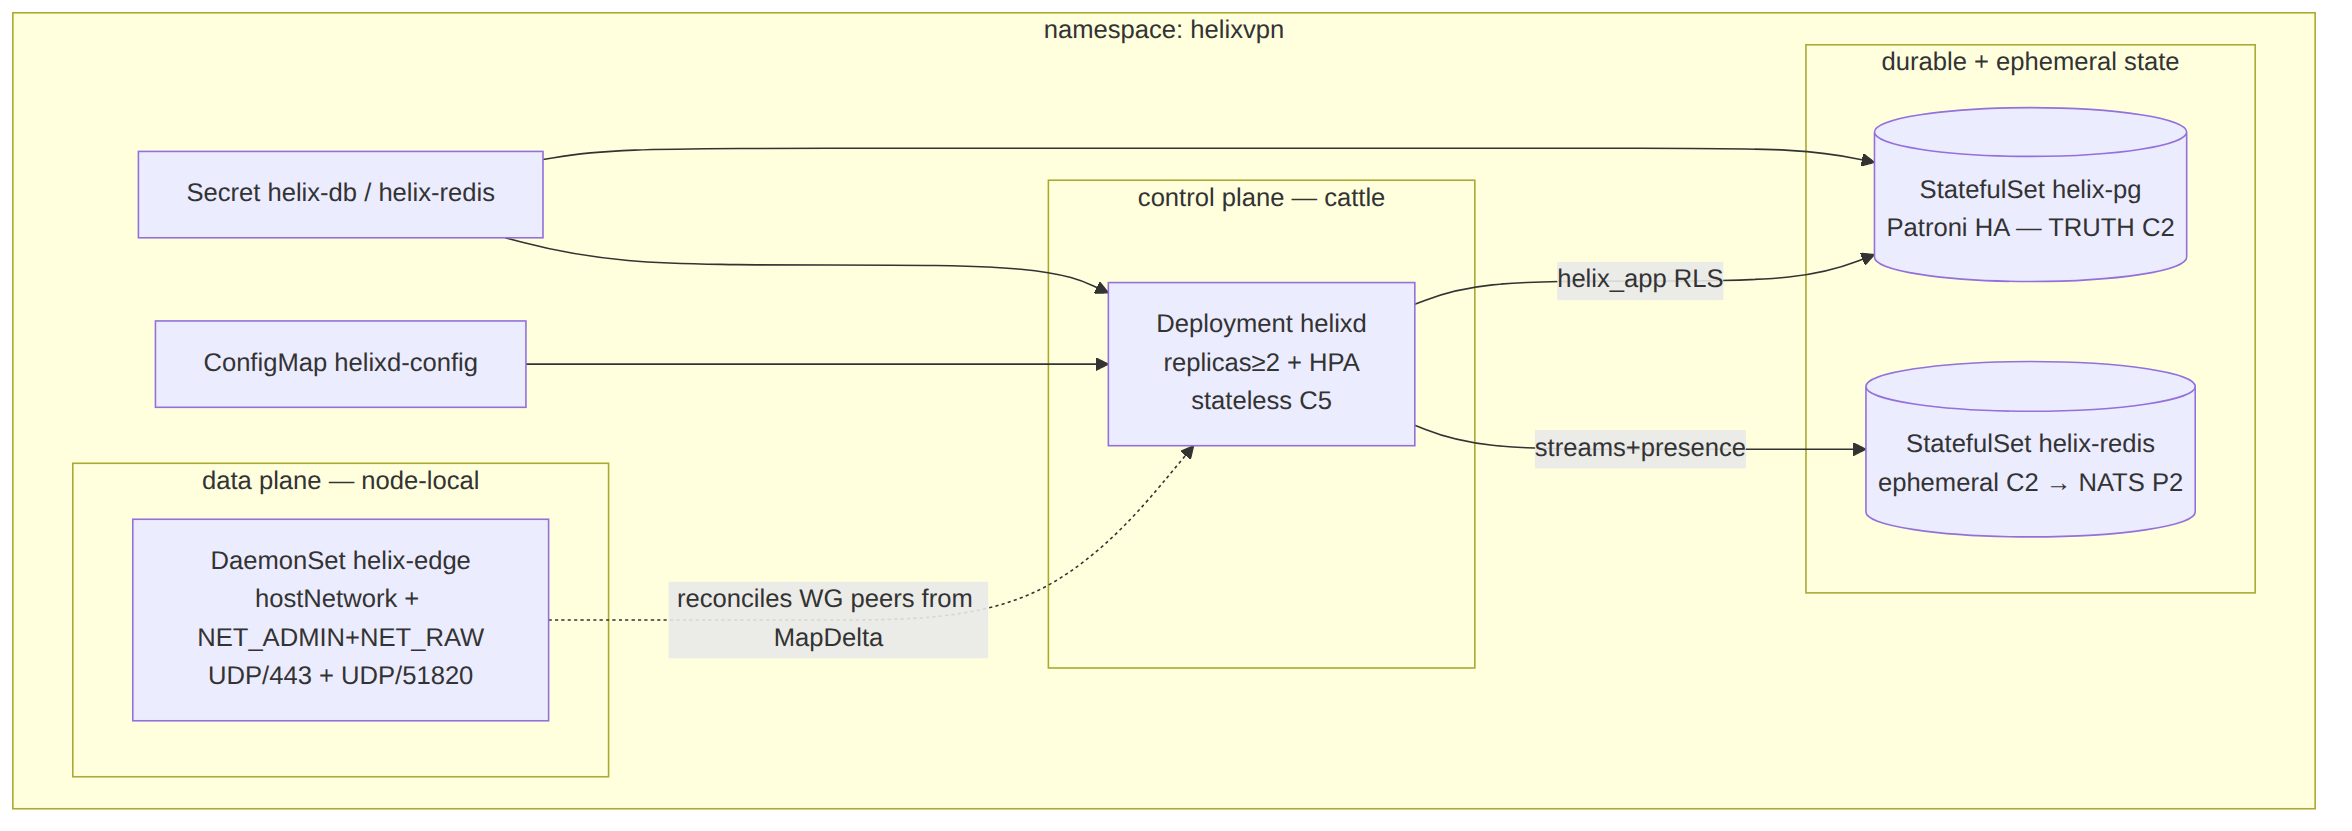 namespace: helixvpn
durable + ephemeral state
StatefulSet helix-pg
Patroni HA — TRUTH C2
Secret helix-db / helix-redis
control plane — cattle
helix_app RLS
Deployment helixd
replicas≥2 + HPA
stateless C5
ConfigMap helixd-config
streams+presence
StatefulSet helix-redis
ephemeral C2 → NATS P2
data plane — node-local
DaemonSet helix-edge
hostNetwork +
NET_ADMIN+NET_RAW
UDP/443 + UDP/51820
reconciles WG peers from
MapDelta